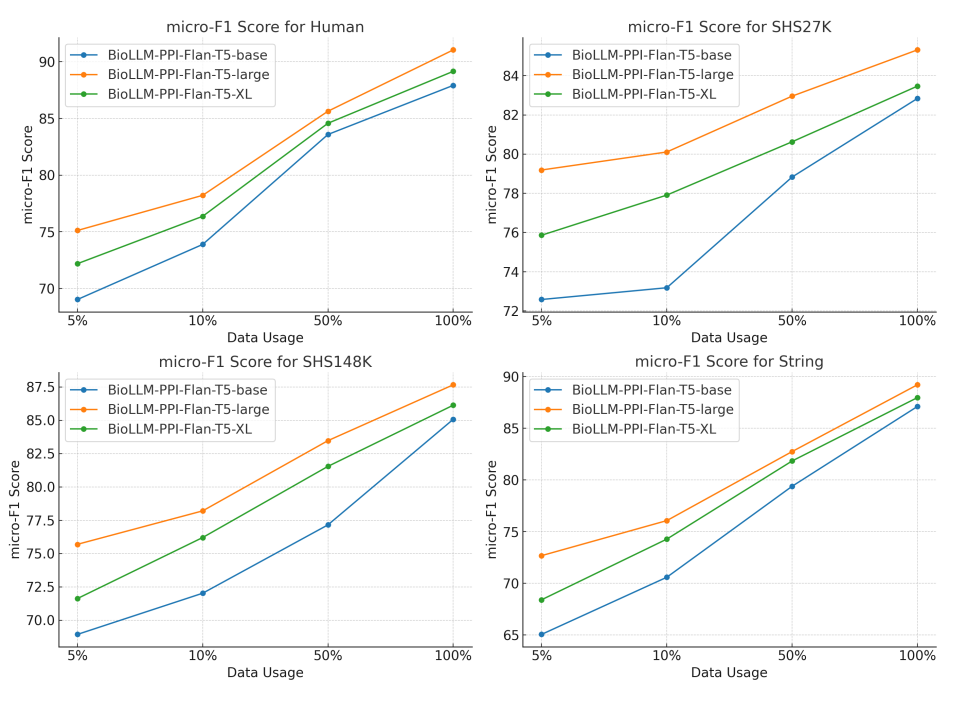 micro-F1 Score for Human
90
85
80
75
70
micro-F1 Score
BioLLM-PPI-Flan-T5-base
BioLLM-PPI-Flan-T5-large
BioLLM-PPI-Flan-T5-XL
5% 10% 50% 100%
Data Usage
micro-F1 Score for SHS27K
84
82
80
78
76
74
72
micro-F1 Score
BioLLM-PPI-Flan-T5-base
BioLLM-PPI-Flan-T5-large
BioLLM-PPI-Flan-T5-XL
5% 10% 50% 100%
Data Usage
micro-F1 Score for SHS148K
87.5
85.0
82.5
80.0
77.5
75.0
72.5
70.0
micro-F1 Score
BioLLM-PPI-Flan-T5-base
BioLLM-PPI-Flan-T5-large
BioLLM-PPI-Flan-T5-XL
5% 10% 50% 100%
Data Usage
micro-F1 Score for String
90
85
80
75
70
65
micro-F1 Score
BioLLM-PPI-Flan-T5-base
BioLLM-PPI-Flan-T5-large
BioLLM-PPI-Flan-T5-XL
5% 10% 50% 100%
Data Usage